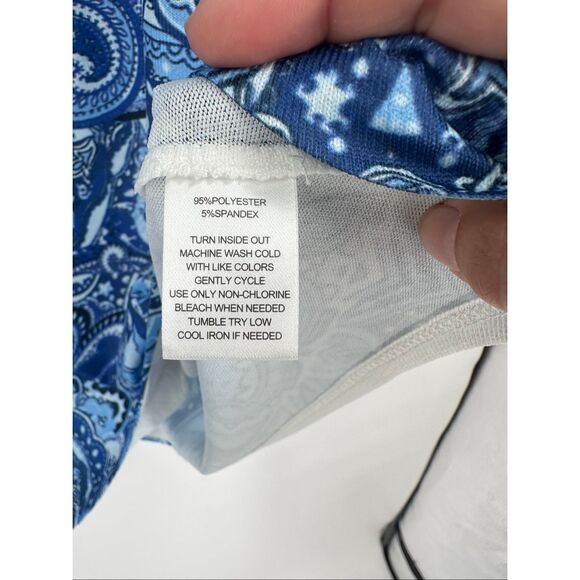 95%POLYESTER
5%SPANDEX
TURN INSIDE OUT
MACHINE WASH COLD
WITH LIKE COLORS
GENTLY CYCLE
USE ONLY NON-CHLORINE
BLEACH WHEN NEEDED
TUMBLE TRY LOW
COOL IRON IF NEEDED